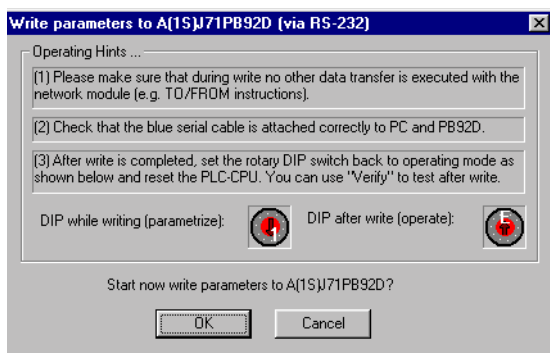 Write parameters to A(1S)J71PB92D (via RS-232)
Operating Hints ...
(1) Please make sure that during write no other data transfer is executed with the
network module (e.g. TO/FROM instructions).
(2) Check that the blue serial cable is attached correctly to PC and PB92D.
(3) After write is completed, set the rotary DIP switch back to operating mode as
shown below and reset the PLC-CPU. You can use "Verify" to test after write.
DIP while writing (parametrize): 1 DIP after write (operate): E
Start now write parameters to A(1S)J71PB92D?
OK Cancel